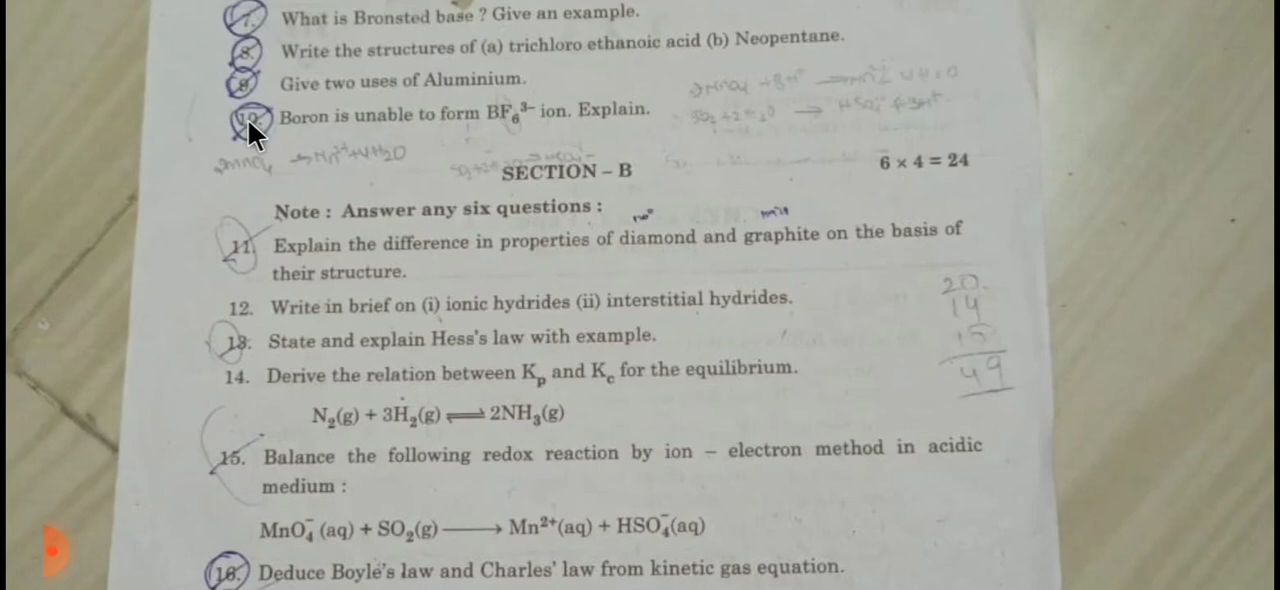 7. What is Bronsted base ? Give an example.
8. Write the structures of (a) trichloro ethanoic acid (b) Neopentane.
9. Give two uses of Aluminium.
10. Boron is unable to form BF₆³⁻ ion. Explain.
SECTION – B
6 × 4 = 24
Note : Answer any six questions :
11. Explain the difference in properties of diamond and graphite on the basis of
their structure.
12. Write in brief on (i) ionic hydrides (ii) interstitial hydrides.
13. State and explain Hess's law with example.
14. Derive the relation between Kₚ and K꜀ for the equilibrium.
N₂(g) + 3H₂(g) ⇌ 2NH₃(g)
15. Balance the following redox reaction by ion – electron method in acidic
medium :
MnO₄⁻ (aq) + SO₂(g) ⟶ Mn²⁺(aq) + HSO₄⁻(aq)
16. Deduce Boyle's law and Charles' law from kinetic gas equation.
20
14
15
49